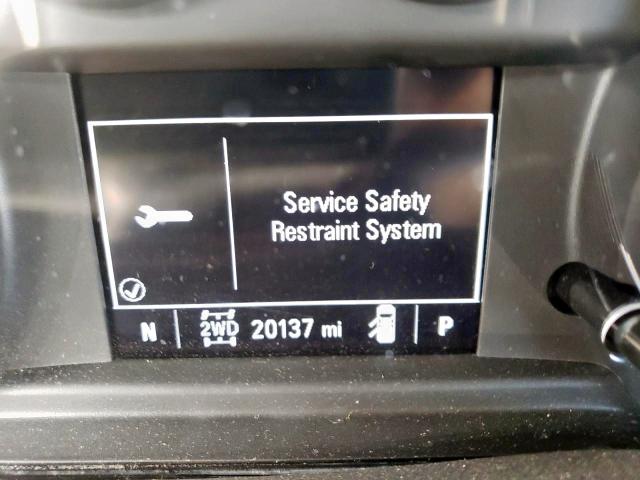 Service Safety
Restraint System
N 2WD 20137 mi P